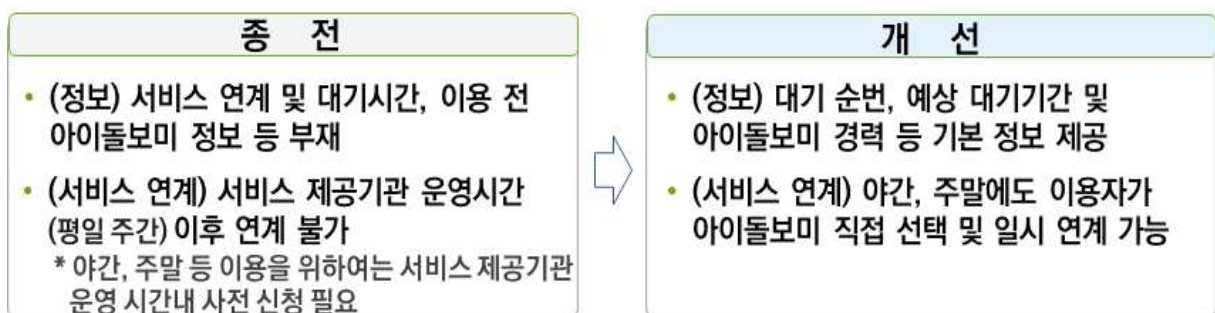 종 전
• (정보) 서비스 연계 및 대기시간, 이용 전
아이돌보미 정보 등 부재
• (서비스 연계) 서비스 제공기관 운영시간
(평일 주간) 이후 연계 불가
* 야간, 주말 등 이용을 위하여는 서비스 제공기관
운영 시간내 사전 신청 필요
개 선
• (정보) 대기 순번, 예상 대기기간 및
아이돌보미 경력 등 기본 정보 제공
• (서비스 연계) 야간, 주말에도 이용자가
아이돌보미 직접 선택 및 일시 연계 가능